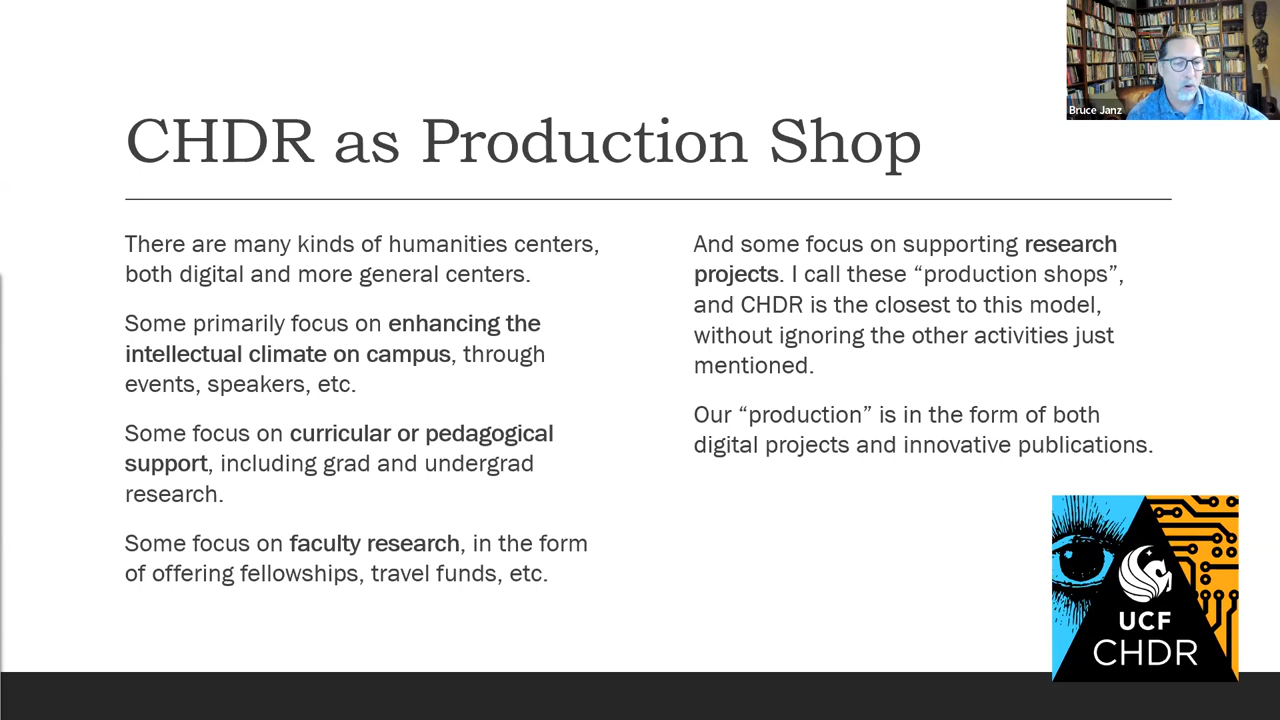 Bruce Janz
CHDR as Production Shop
There are many kinds of humanities centers,
both digital and more general centers.
Some primarily focus on enhancing the
intellectual climate on campus, through
events, speakers, etc.
Some focus on curricular or pedagogical
support, including grad and undergrad
research.
Some focus on faculty research, in the form
of offering fellowships, travel funds, etc.
And some focus on supporting research
projects. I call these “production shops”,
and CHDR is the closest to this model,
without ignoring the other activities just
mentioned.
Our “production” is in the form of both
digital projects and innovative publications.
UCF
CHDR